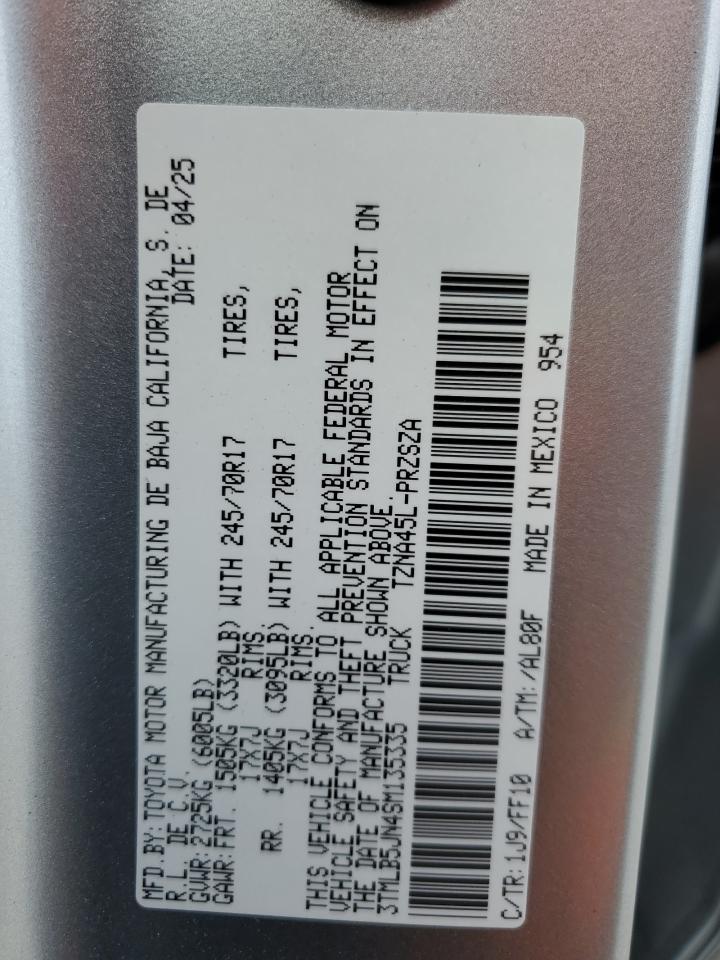 MFD.BY:TOYOTA MOTOR MANUFACTURING DE BAJA CALIFORNIA, S. DE
R.L. DE C.V. DATE: 04/25
GVWR:2725KG (6005LB)
GAWR:FRT. 1505KG (3320LB) WITH 245/70R17 TIRES,
17X7J RIMS.
RR. 1405KG (3095LB) WITH 245/70R17 TIRES,
17X7J RIMS.
THIS VEHICLE CONFORMS TO ALL APPLICABLE FEDERAL MOTOR
VEHICLE SAFETY AND THEFT PREVENTION STANDARDS IN EFFECT ON
THE DATE OF MANUFACTURE SHOWN ABOVE.
3TMLB5JN4SM135335 TRUCK TZNA45L-PRZSZA
C/TR:1J9/FF10 A/TM:/AL80F MADE IN MEXICO 954